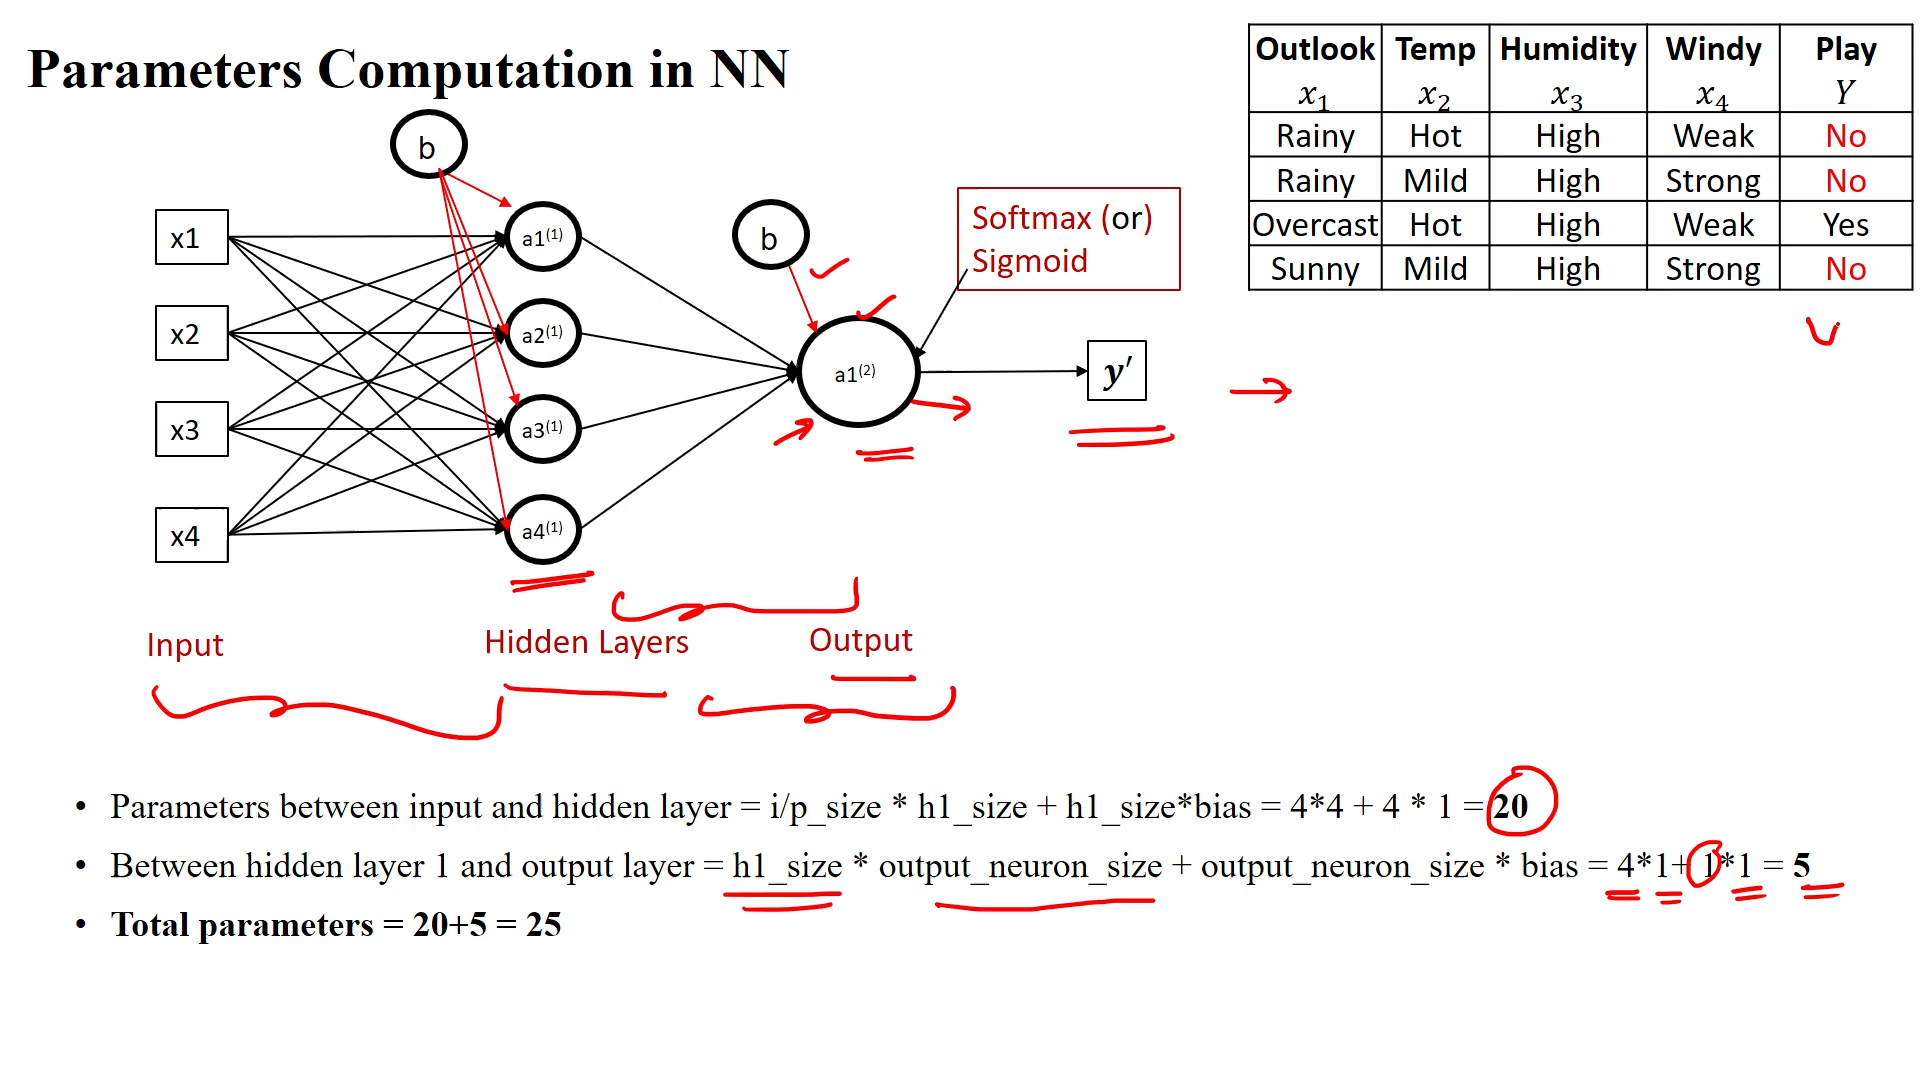 Parameters Computation in NN
Outlook Temp Humidity Windy Play
x₁ x₂ x₃ x₄ Y
Rainy Hot High Weak No
Rainy Mild High Strong No
Overcast Hot High Weak Yes
Sunny Mild High Strong No
b
x1
x2
x3
x4
a1⁽¹⁾
a2⁽¹⁾
a3⁽¹⁾
a4⁽¹⁾
b
a1⁽²⁾
Softmax (or)
Sigmoid
y′
Input
Hidden Layers
Output
• Parameters between input and hidden layer = i/p_size * h1_size + h1_size*bias = 4*4 + 4 * 1 = 20
• Between hidden layer 1 and output layer = h1_size * output_neuron_size + output_neuron_size * bias = 4*1+ 1*1 = 5
• Total parameters = 20+5 = 25